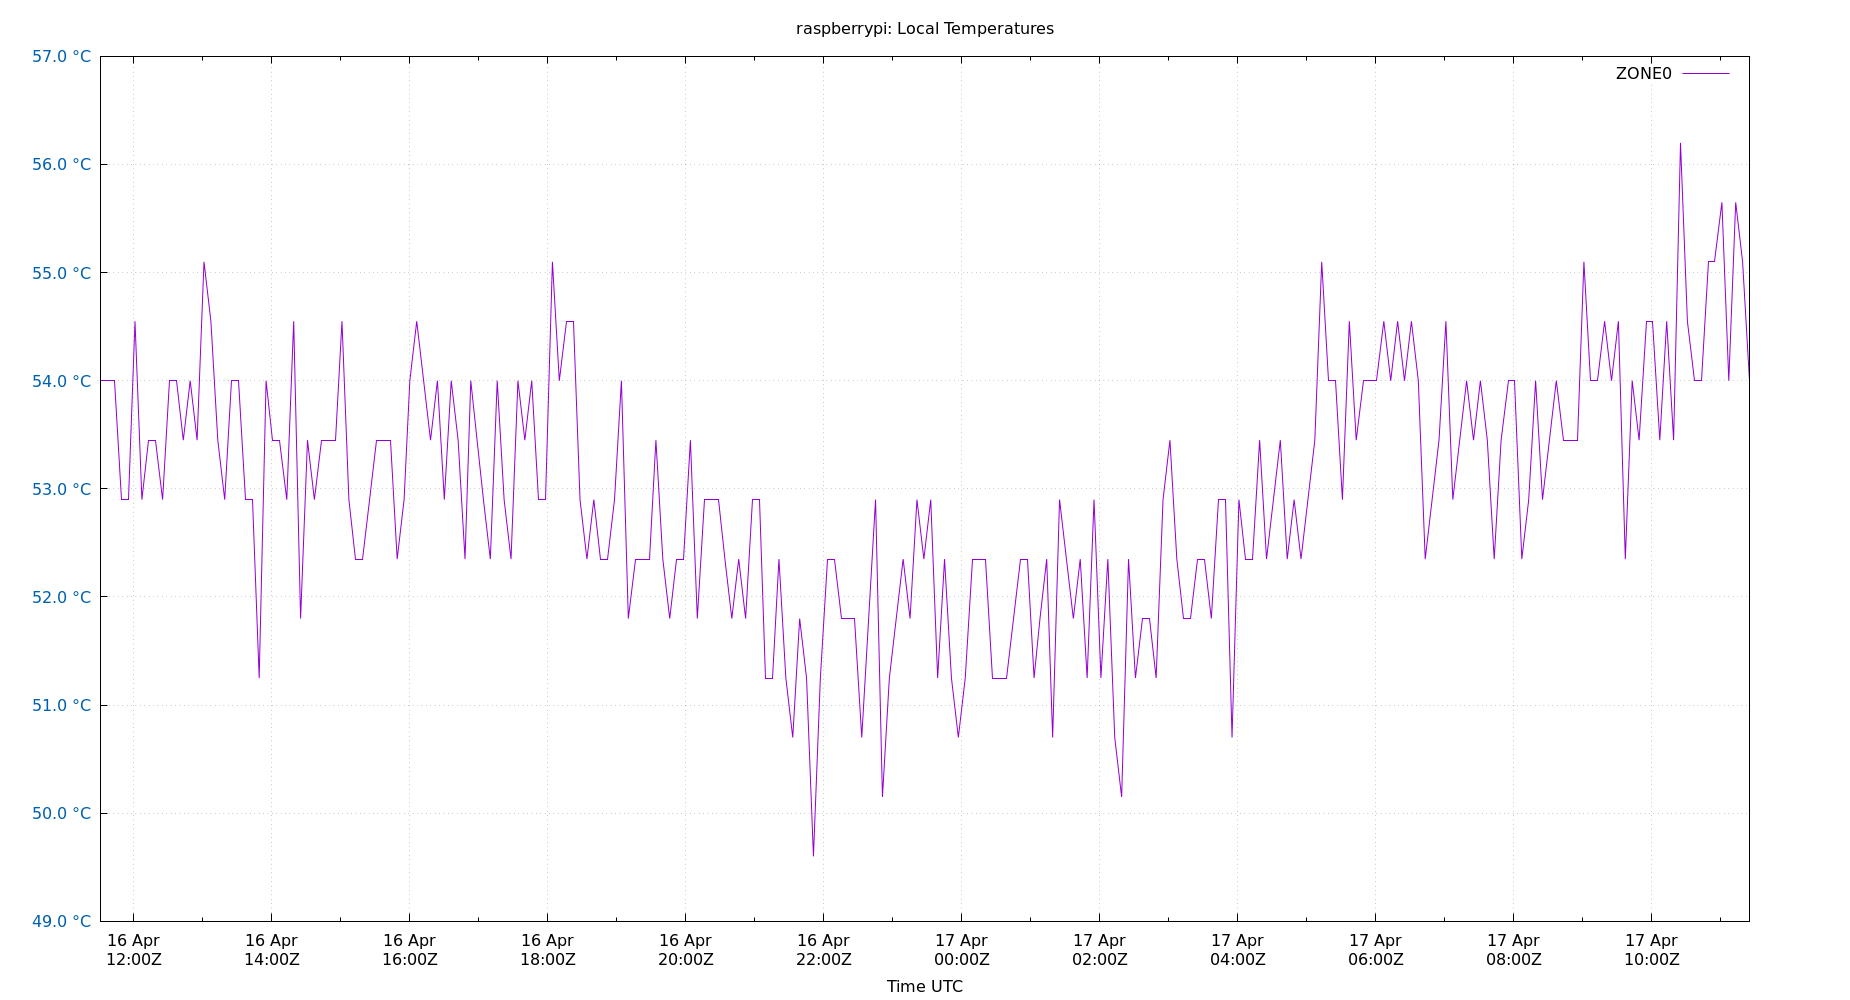 raspberrypi: Local Temperatures
57.0 °C
ZONE0
56.0 °C
55.0 °C
54.0 °C
53.0 °C
52.0 °C
51.0 °C
50.0 °C
49.0 °C
16 Apr 16 Apr 16 Apr 16 Apr 16 Apr 16 Apr 17 Apr 17 Apr 17 Apr 17 Apr 17 Apr 17 Apr
12:00Z 14:00Z 16:00Z 18:00Z 20:00Z 22:00Z 00:00Z 02:00Z 04:00Z 06:00Z 08:00Z 10:00Z
Time UTC